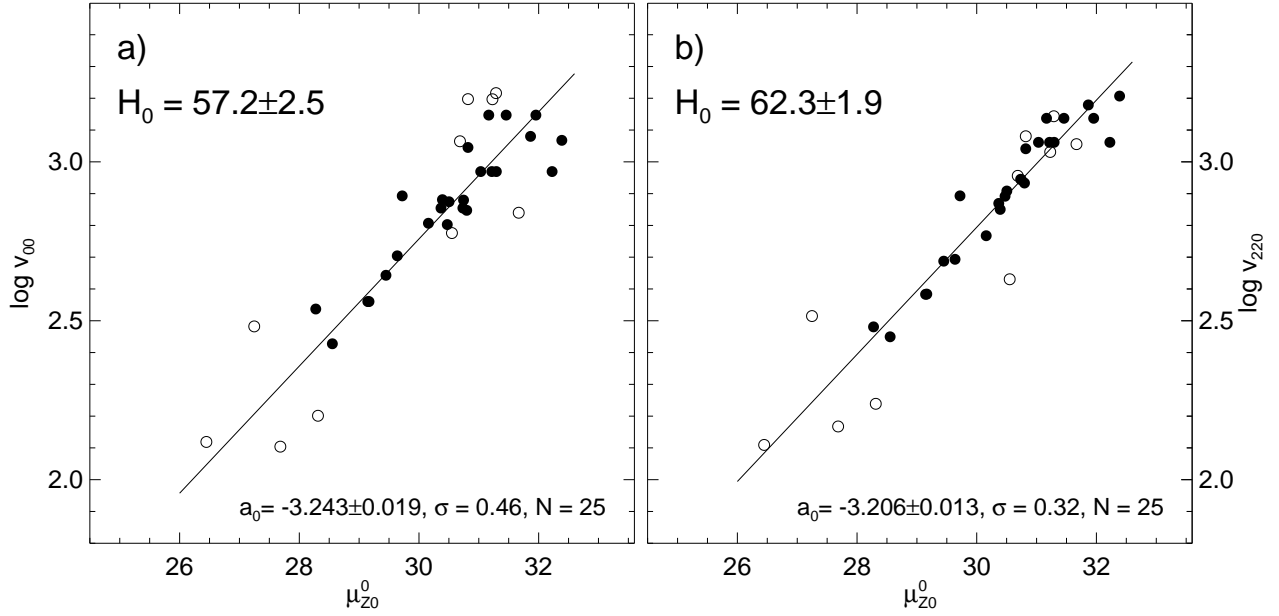 a)
H₀ = 57.2±2.5
a₀= -3.243±0.019, σ = 0.46, N = 25
log v₀₀
3.0
2.5
2.0
26 28 30 32
μ⁰_Z0
b)
H₀ = 62.3±1.9
a₀= -3.206±0.013, σ = 0.32, N = 25
log v₂₂₀
3.0
2.5
2.0
26 28 30 32
μ⁰_Z0